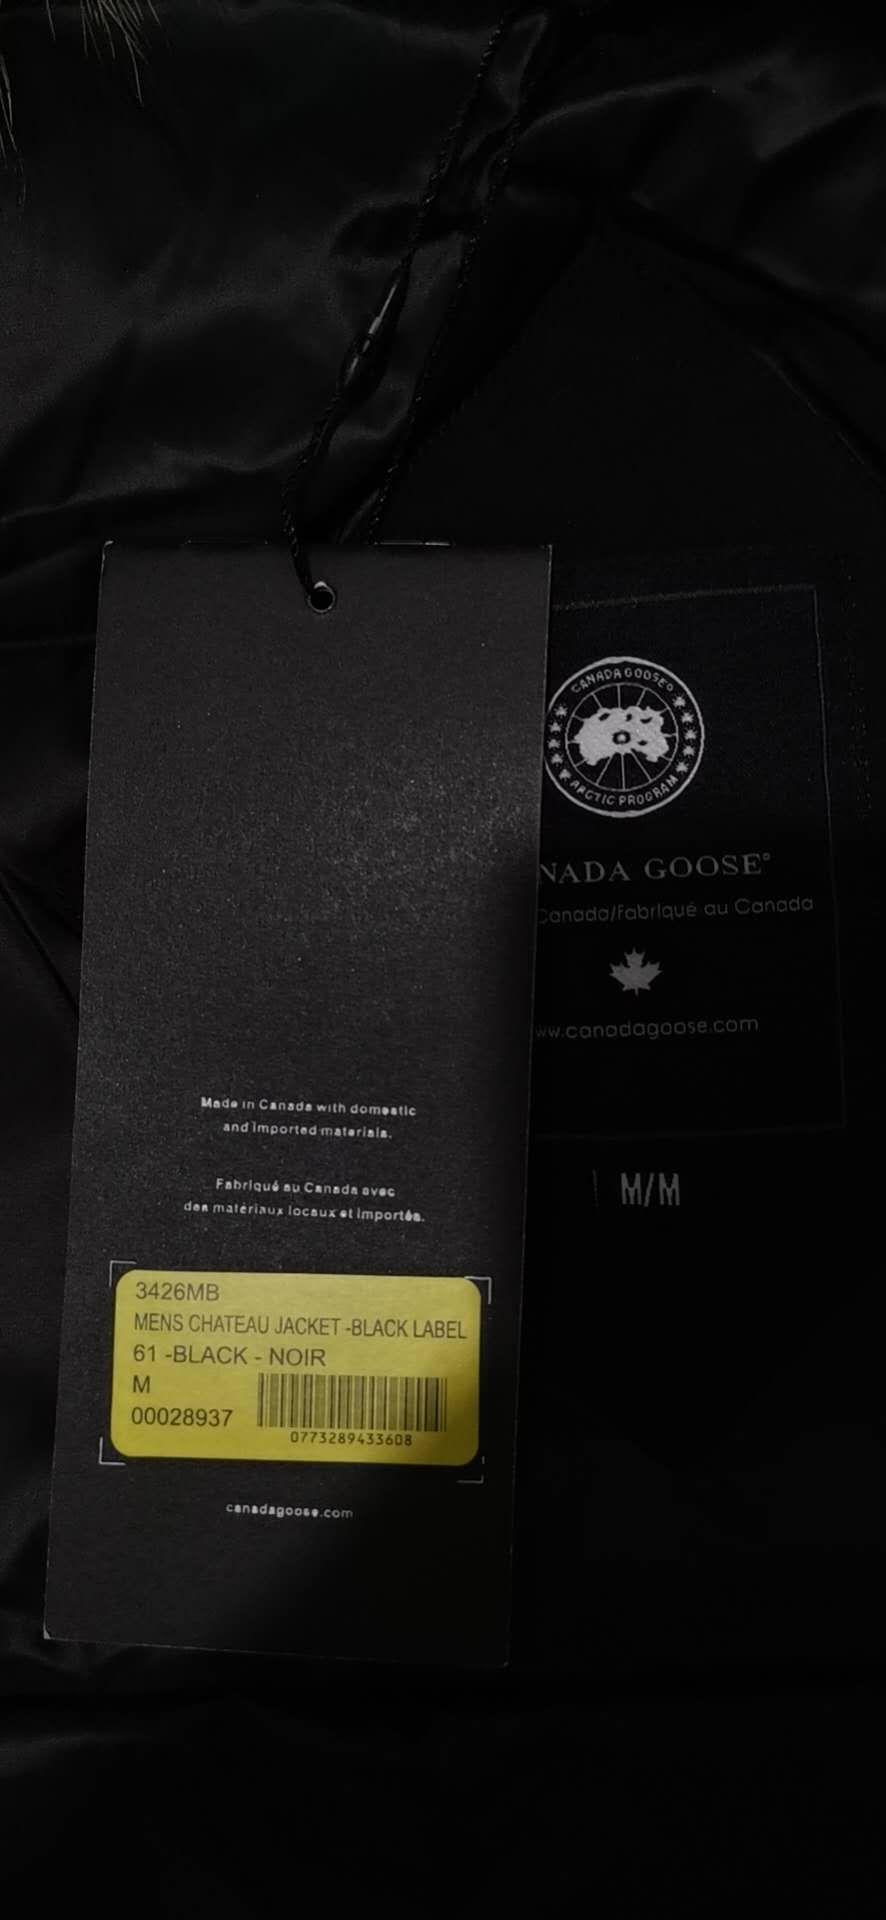 CANADA GOOSE®
ARCTIC PROGRAM
NADA GOOSE®
Canada/Fabriqué au Canada
ww.canadagoose.com
M/M
Made in Canada with domestic
and imported materials.
Fabriqué au Canada avec
des matériaux locaux et importés.
3426MB
MENS CHATEAU JACKET -BLACK LABEL
61 -BLACK - NOIR
M
00028937
0773289433608
canadagoose.com